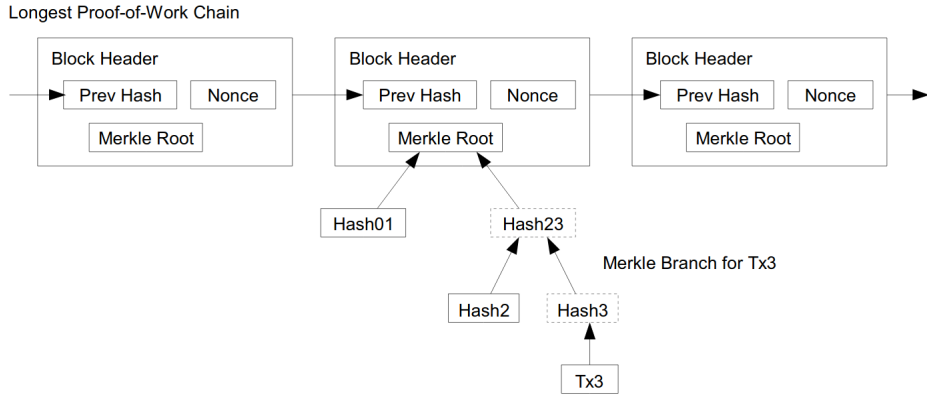 Longest Proof-of-Work Chain
Block Header
Block Header
Block Header
Prev Hash
Nonce
Prev Hash
Nonce
Prev Hash
Nonce
Merkle Root
Merkle Root
Merkle Root
Hash01
Hash23
Merkle Branch for Tx3
Hash2
Hash3
Tx3